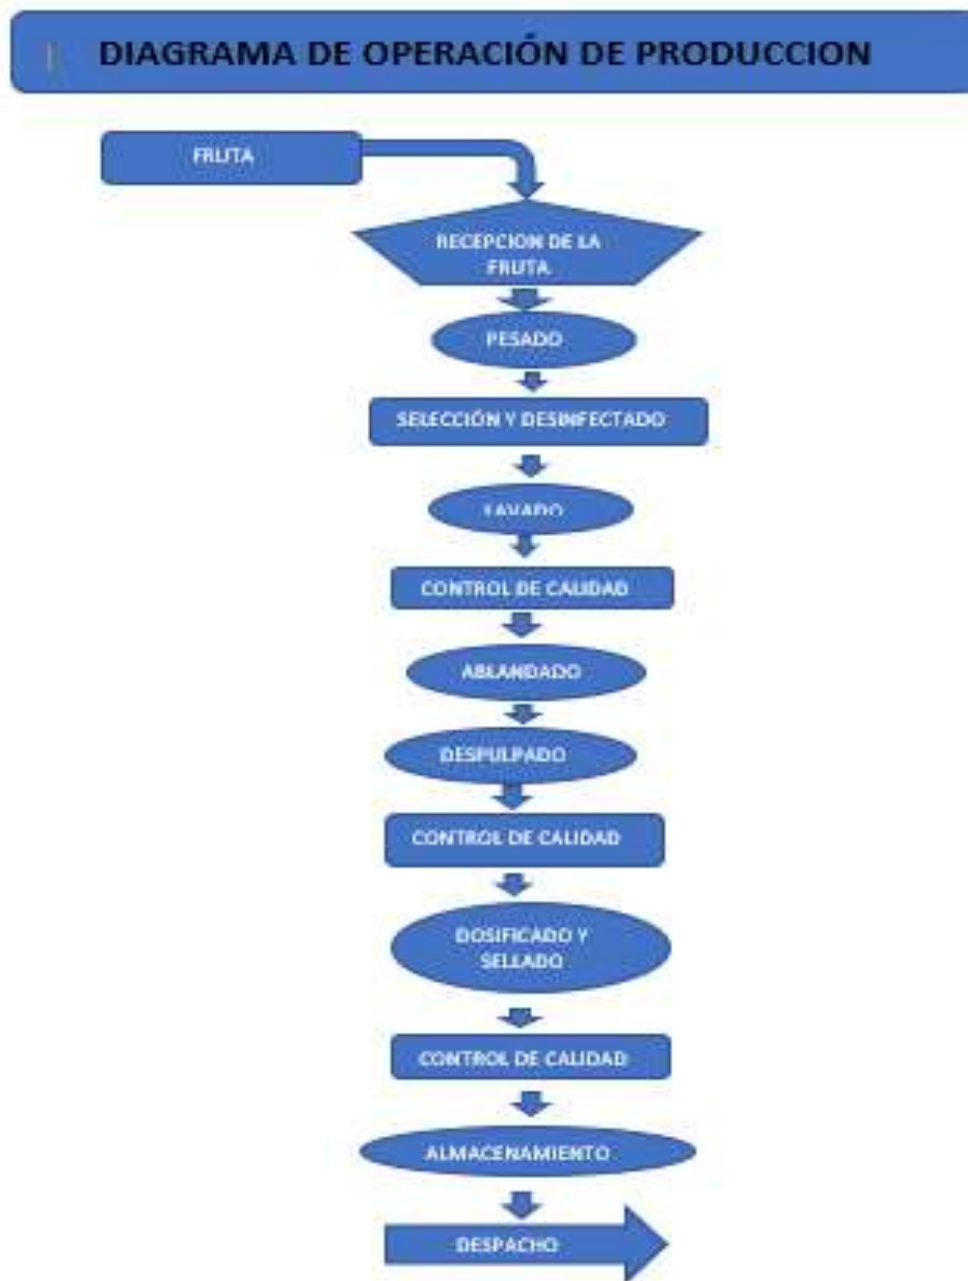 DIAGRAMA DE OPERACIÓN DE PRODUCCION
FRUTA
RECEPCION DE LA
FRUTA
PESADO
SELECCIÓN Y DESINFECTADO
LAVADO
CONTROL DE CALIDAD
ABLANDADO
DESPULPADO
CONTROL DE CALIDAD
DOSIFICADO Y
SELLADO
CONTROL DE CALIDAD
ALMACENAMIENTO
DESPACHO